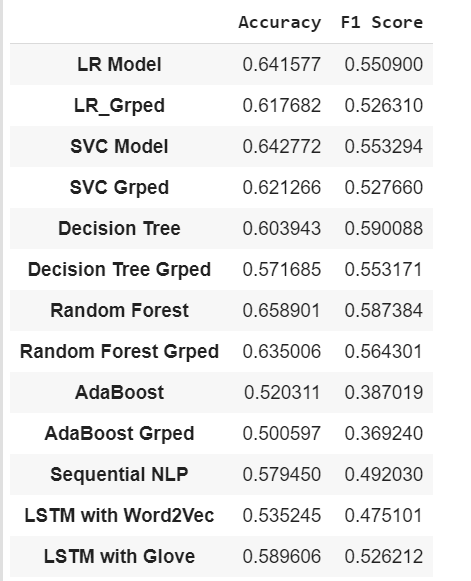 Accuracy F1 Score
LR Model 0.641577 0.550900
LR_Grped 0.617682 0.526310
SVC Model 0.642772 0.553294
SVC Grped 0.621266 0.527660
Decision Tree 0.603943 0.590088
Decision Tree Grped 0.571685 0.553171
Random Forest 0.658901 0.587384
Random Forest Grped 0.635006 0.564301
AdaBoost 0.520311 0.387019
AdaBoost Grped 0.500597 0.369240
Sequential NLP 0.579450 0.492030
LSTM with Word2Vec 0.535245 0.475101
LSTM with Glove 0.589606 0.526212